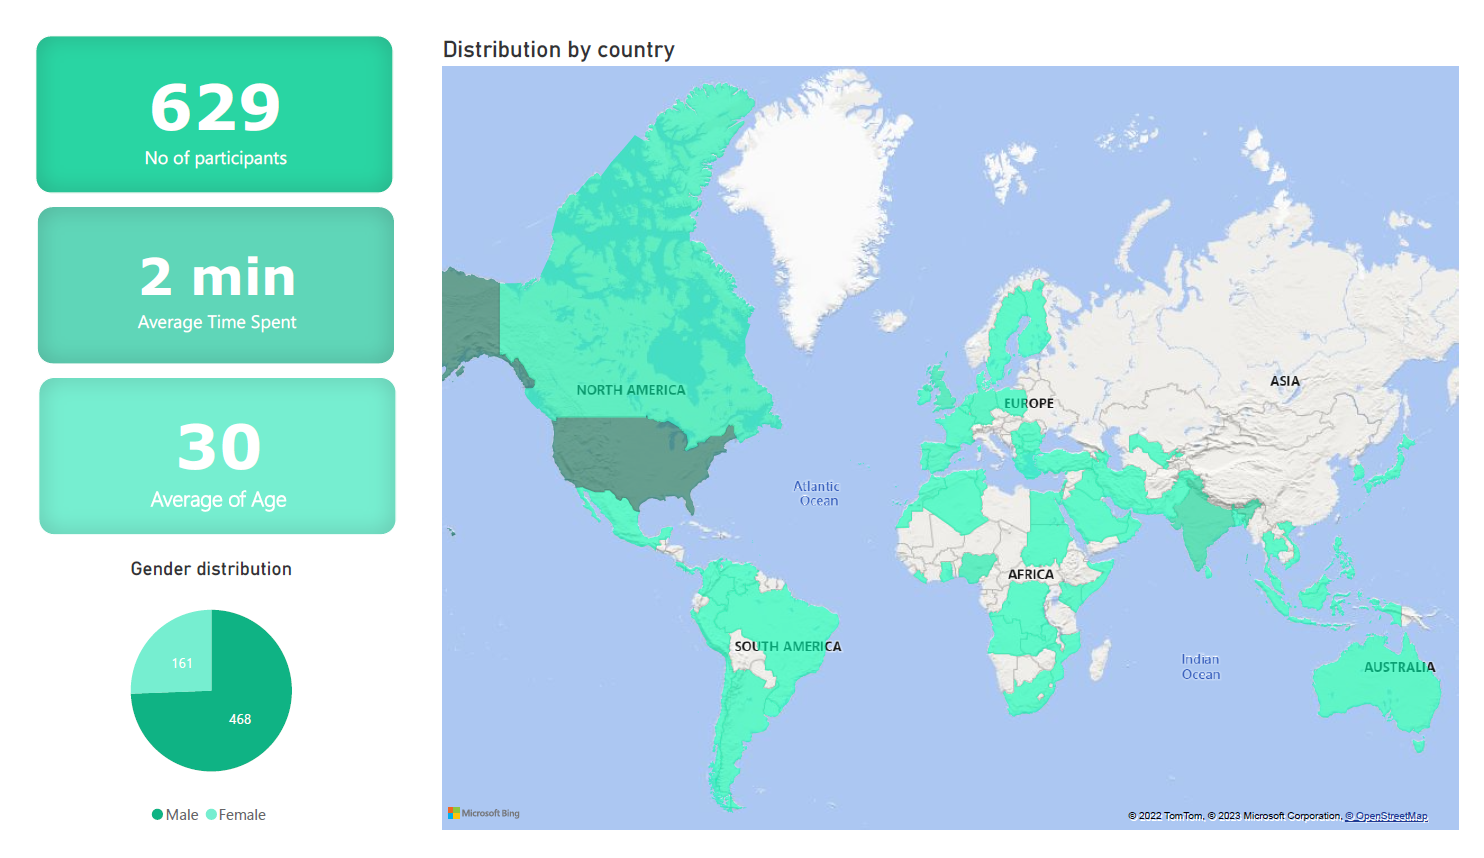 629
No of participants
2 min
Average Time Spent
30
Average of Age
Gender distribution
161
468
Male
Female
Distribution by country
NORTH AMERICA
EUROPE
ASIA
Atlantic
Ocean
AFRICA
SOUTH AMERICA
Indian
Ocean
AUSTRALIA
Microsoft Bing
© 2022 TomTom, © 2023 Microsoft Corporation, © OpenStreetMap